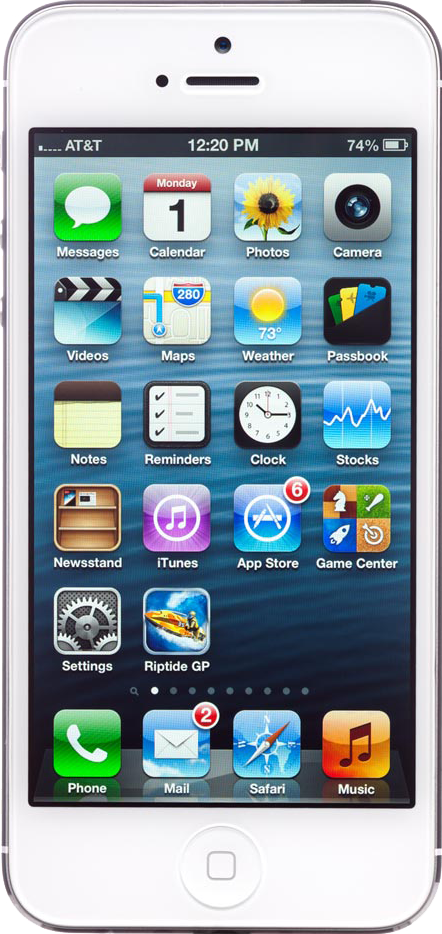 AT&T 12:20 PM 74%
Monday
1
Messages Calendar Photos Camera
280
73°
Videos Maps Weather Passbook
Notes Reminders Clock Stocks
6
Newsstand iTunes App Store Game Center
Settings Riptide GP
2
Phone Mail Safari Music